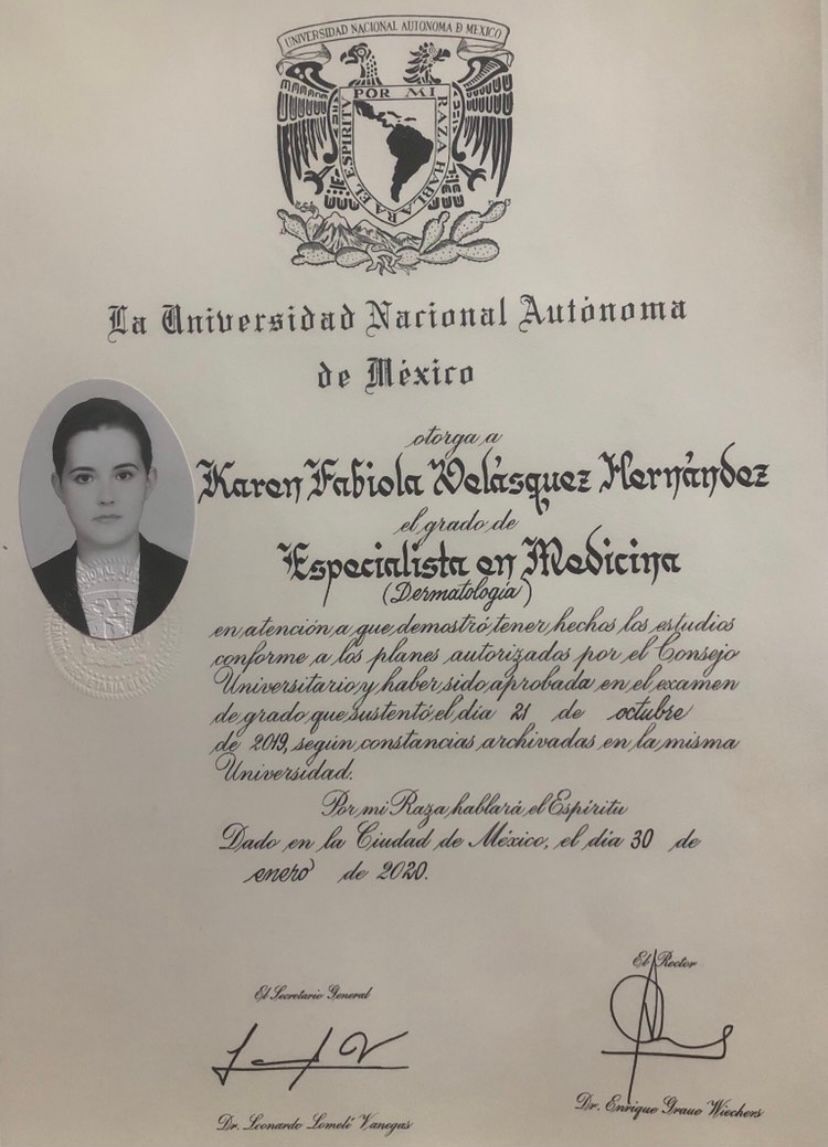 UNIVERSIDAD NACIONAL AUTONOMA D MEXICO
POR MI RAZA HABLARA EL ESPIRITV
La Universidad Nacional Autónoma
de México
otorga a
Karen Fabiola Velásquez Hernández
el grado de
Especialista en Medicina
(Dermatología)
en atención a que demostró tener hechos los estudios
conforme a los planes autorizados por el Consejo
Universitario y haber sido aprobada en el examen
de grado que sustentó el día 21 de octubre
de 2019, según constancias archivadas en la misma
Universidad.
Por mi Raza hablará el Espíritu
Dado en la Ciudad de México, el día 30 de
enero de 2020.
El Secretario General
El Rector
Dr. Leonardo Lomelí Vanegas
Dr. Enrique Graue Wiechers